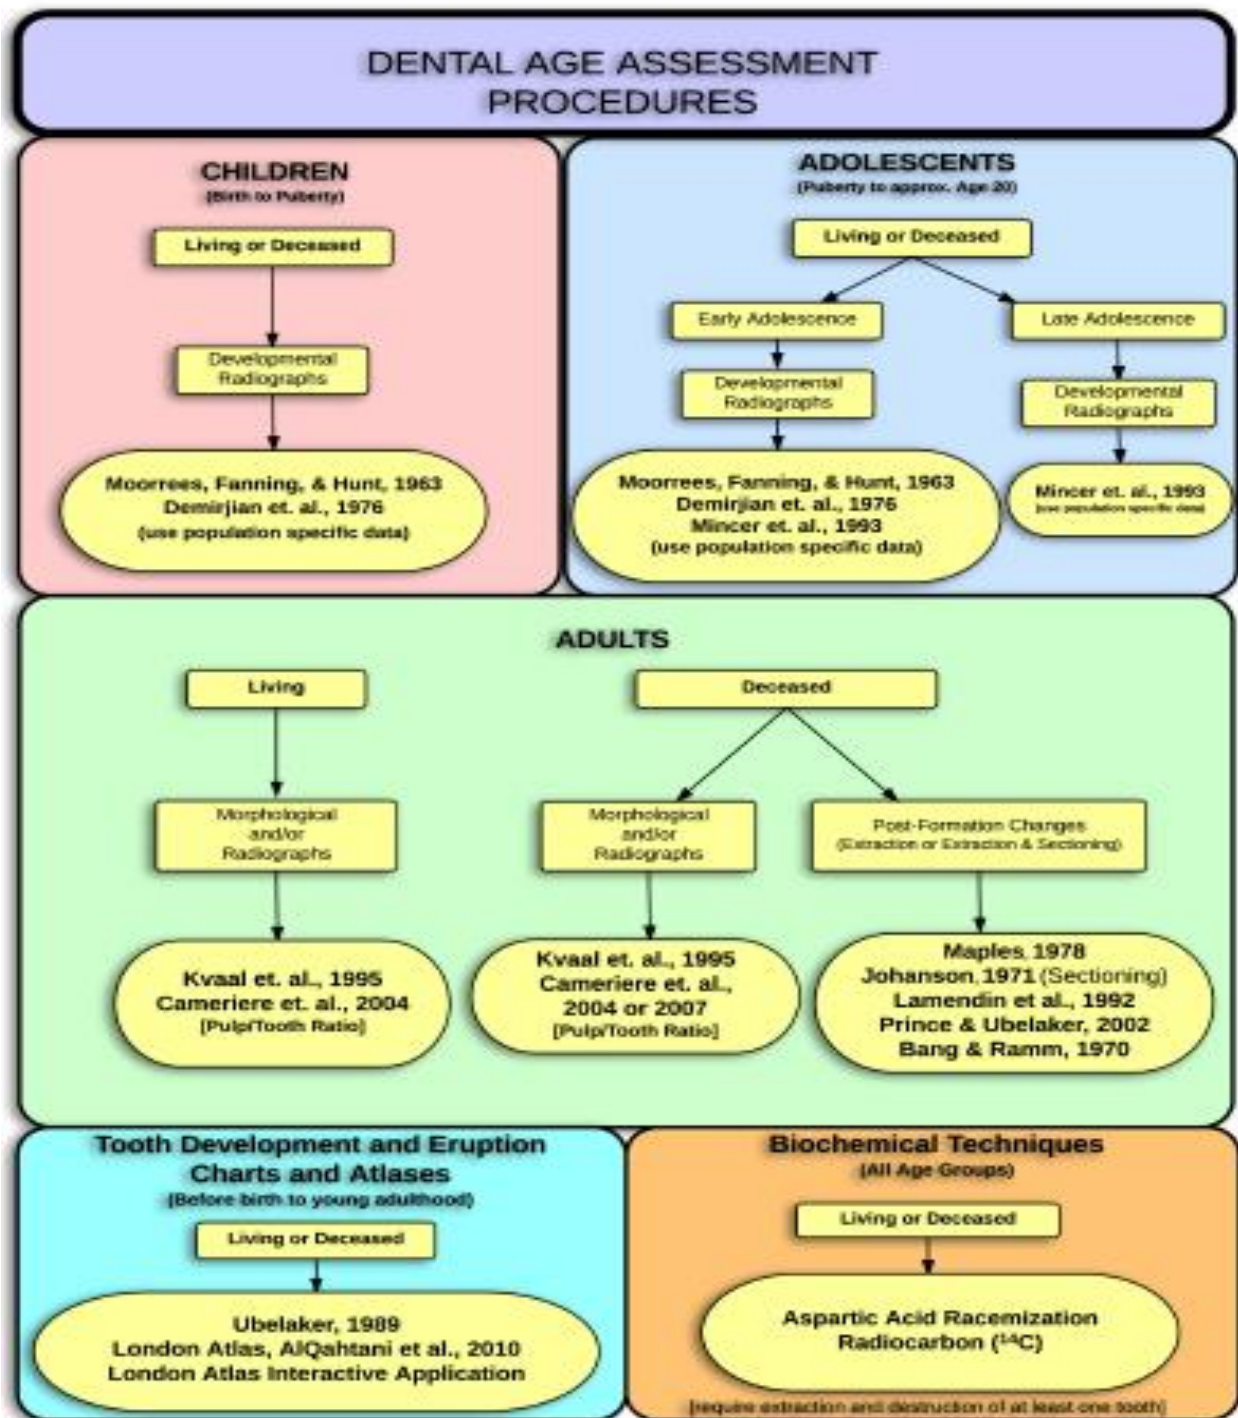 DENTAL AGE ASSESSMENT
PROCEDURES
CHILDREN
(Birth to Puberty)
Living or Deceased
Developmental
Radiographs
Moorrees, Fanning, & Hunt, 1963
Demirjian et. al., 1976
(use population specific data)
ADOLESCENTS
(Puberty to approx. Age 20)
Living or Deceased
Early Adolescence
Developmental
Radiographs
Moorrees, Fanning, & Hunt, 1963
Demirjian et. al., 1976
Mincer et. al., 1993
(use population specific data)
Late Adolescence
Developmental
Radiographs
Mincer et. al., 1993
(use population specific data)
ADULTS
Living
Morphological
and/or
Radiographs
Kvaal et. al., 1995
Cameriere et. al., 2004
[Pulp/Tooth Ratio]
Deceased
Morphological
and/or
Radiographs
Kvaal et. al., 1995
Cameriere et. al.,
2004 or 2007
[Pulp/Tooth Ratio]
Post-Formation Changes
(Extraction or Extraction & Sectioning)
Maples, 1978
Johanson, 1971 (Sectioning)
Lamendin et al., 1992
Prince & Ubelaker, 2002
Bang & Ramm, 1970
Tooth Development and Eruption
Charts and Atlases
(Before birth to young adulthood)
Living or Deceased
Ubelaker, 1989
London Atlas, AlQahtani et al., 2010
London Atlas Interactive Application
Biochemical Techniques
(All Age Groups)
Living or Deceased
Aspartic Acid Racemization
Radiocarbon (¹⁴C)
[require extraction and destruction of at least one tooth]